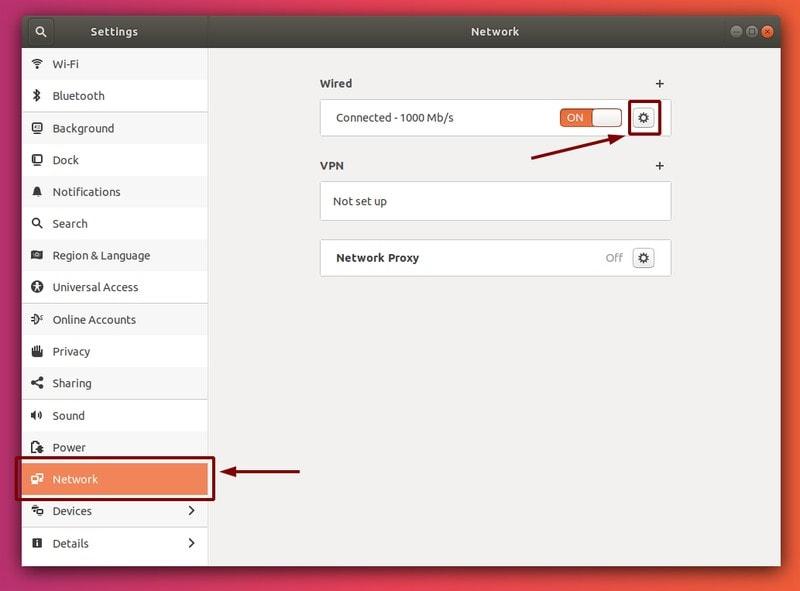 Settings
Network
Wi-Fi
Bluetooth
Background
Dock
Notifications
Search
Region & Language
Universal Access
Online Accounts
Privacy
Sharing
Sound
Power
Network
Devices
Details
Wired
Connected - 1000 Mb/s ON
VPN
Not set up
Network Proxy Off